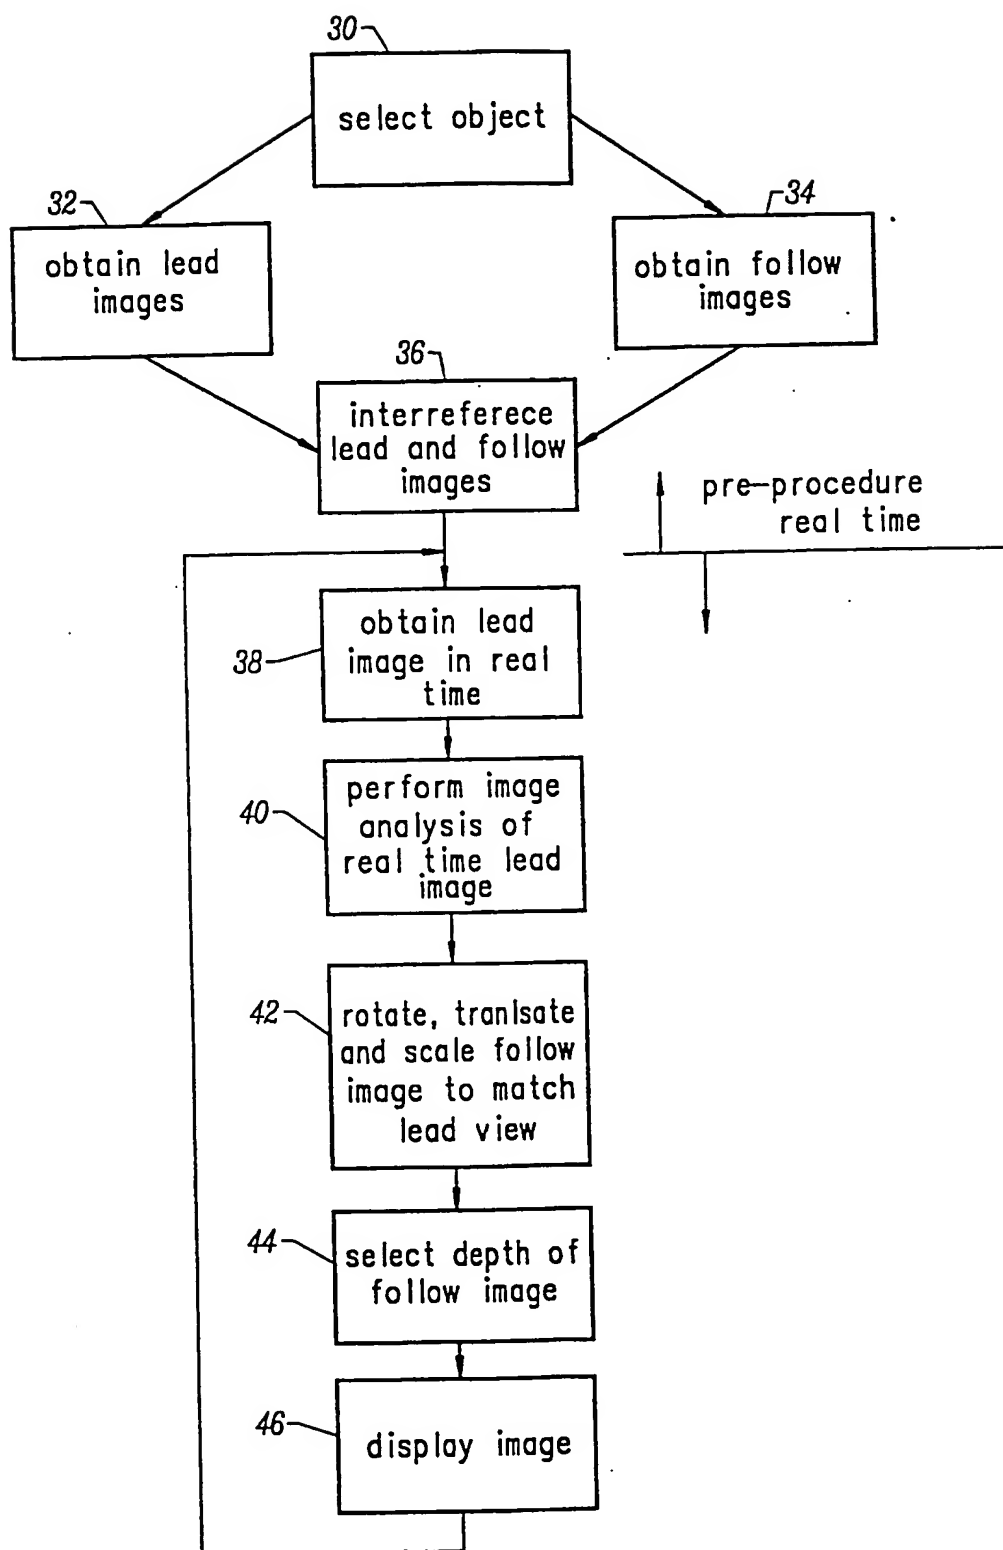 30
select object
32
obtain lead
images
34
obtain follow
images
36
interreferece
lead and follow
images
pre-procedure
real time
38
obtain lead
image in real
time
40
perform image
analysis of
real time lead
image
42
rotate, tranlsate
and scale follow
image to match
lead view
44
select depth of
follow image
46
display image